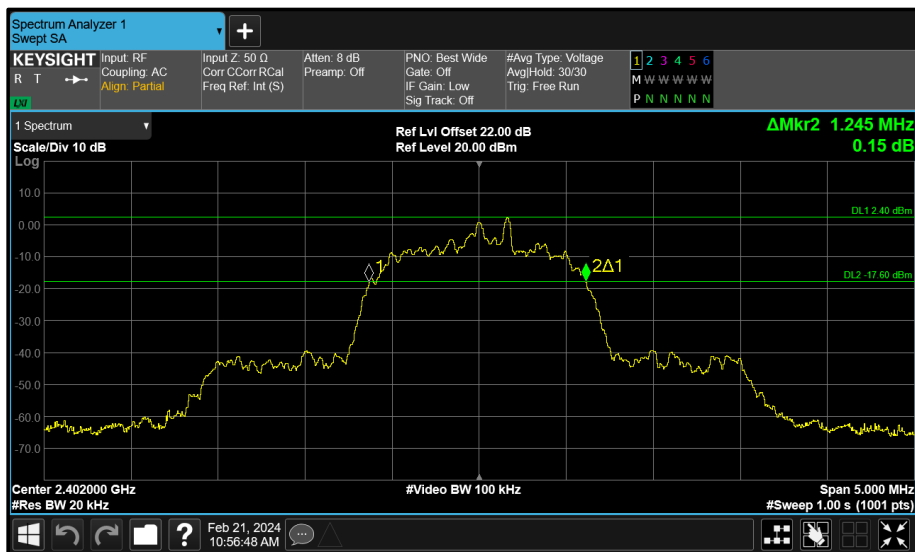 Spectrum Analyzer 1
Swept SA
KEYSIGHT
R T
LXI
Input: RF
Coupling: AC
Align: Partial
Input Z: 50 Ω
Corr CCorr RCal
Freq Ref: Int (S)
Atten: 8 dB
Preamp: Off
PNO: Best Wide
Gate: Off
IF Gain: Low
Sig Track: Off
#Avg Type: Voltage
Avg|Hold: 30/30
Trig: Free Run
1 2 3 4 5 6
M W W W W W
P N N N N N
1 Spectrum
Scale/Div 10 dB
Log
Ref Lvl Offset 22.00 dB
Ref Level 20.00 dBm
ΔMkr2 1.245 MHz
0.15 dB
10.0
0.00
-10.0
-20.0
-30.0
-40.0
-50.0
-60.0
-70.0
DL1 2.40 dBm
1
2Δ1
DL2 -17.60 dBm
Center 2.402000 GHz
#Res BW 20 kHz
#Video BW 100 kHz
Span 5.000 MHz
#Sweep 1.00 s (1001 pts)
?
Feb 21, 2024
10:56:48 AM